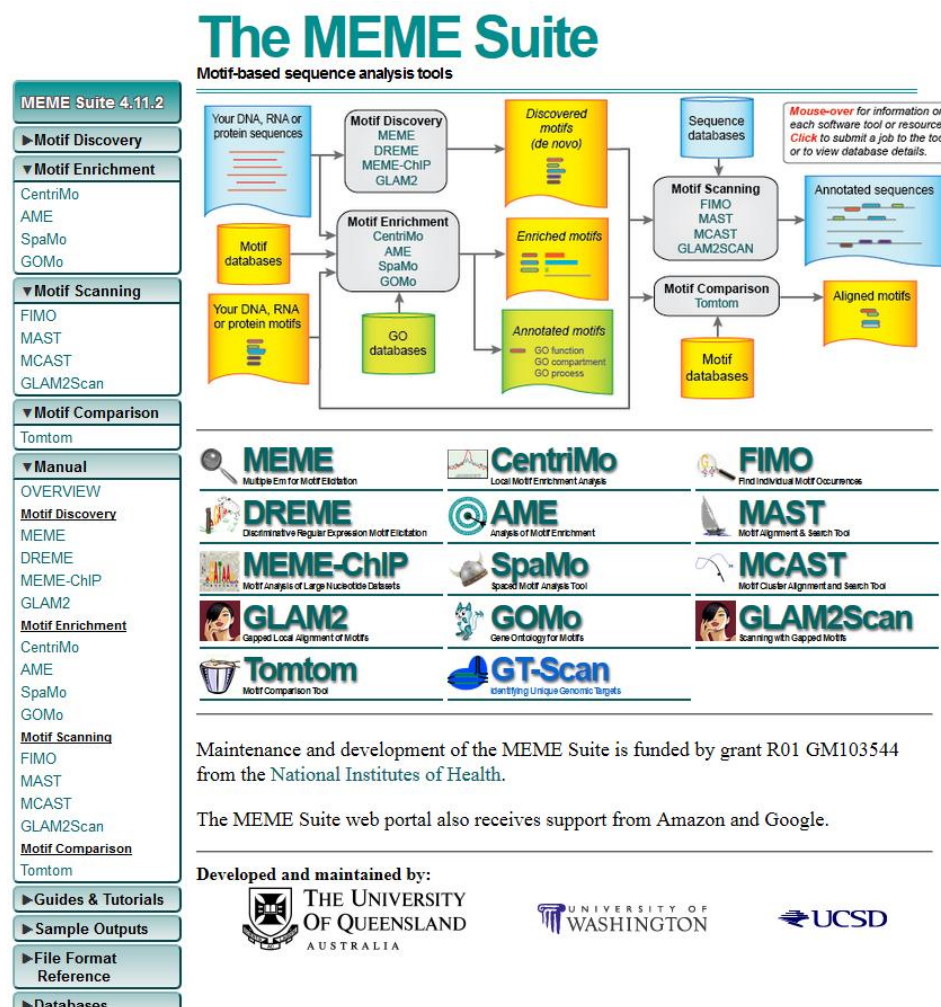 The MEME Suite
Motif-based sequence analysis tools
MEME Suite 4.11.2
▶Motif Discovery
▼Motif Enrichment
CentriMo
AME
SpaMo
GOMo
▼Motif Scanning
FIMO
MAST
MCAST
GLAM2Scan
▼Motif Comparison
Tomtom
▼Manual
OVERVIEW
Motif Discovery
MEME
DREME
MEME-ChIP
GLAM2
Motif Enrichment
CentriMo
AME
SpaMo
GOMo
Motif Scanning
FIMO
MAST
MCAST
GLAM2Scan
Motif Comparison
Tomtom
▶Guides & Tutorials
▶Sample Outputs
▶File Format
Reference
▶Databases
Your DNA, RNA or
protein sequences
Motif Discovery
MEME
DREME
MEME-ChIP
GLAM2
Discovered
motifs
(de novo)
Sequence
databases
Mouse-over for information on
each software tool or resource
Click to submit a job to the too
or to view database details.
Motif
databases
Motif Enrichment
CentriMo
AME
SpaMo
GOMo
Enriched motifs
Motif Scanning
FIMO
MAST
MCAST
GLAM2SCAN
Annotated sequences
Your DNA, RNA
or protein motifs
GO
databases
Annotated motifs
GO function
GO compartment
GO process
Motif Comparison
Tomtom
Aligned motifs
Motif
databases
MEME
Multiple Em for Motif Elicitation
CentriMo
Local Motif Enrichment Analysis
FIMO
Find Individual Motif Occurrences
DREME
Discriminative Regular Expression Motif Elicitation
AME
Analysis of Motif Enrichment
MAST
Motif Alignment & Search Tool
MEME-ChIP
Motif Analysis of Large Nucleotide Datasets
SpaMo
Spaced Motif Analysis Tool
MCAST
Motif Cluster Alignment and Search Tool
GLAM2
Gapped Local Alignment of Motifs
GOMo
Gene Ontology for Motifs
GLAM2Scan
Scanning with Gapped Motifs
Tomtom
Motif Comparison Tool
GT-Scan
Identifying Unique Genomic Targets
Maintenance and development of the MEME Suite is funded by grant R01 GM103544
from the National Institutes of Health.
The MEME Suite web portal also receives support from Amazon and Google.
Developed and maintained by:
THE UNIVERSITY
OF QUEENSLAND
AUSTRALIA
UNIVERSITY OF
WASHINGTON
UCSD